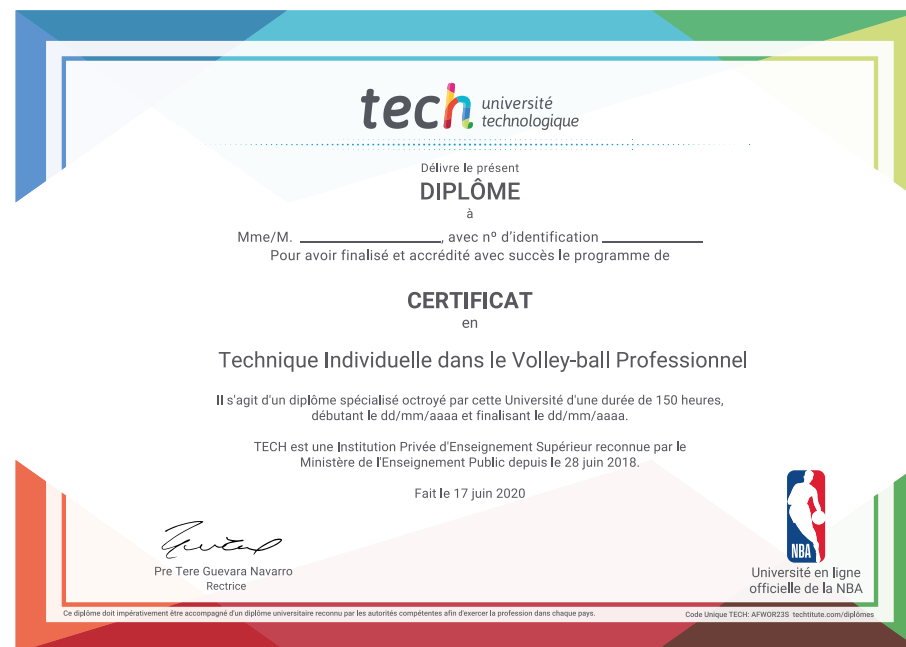 tech université
technologique
Délivre le présent
DIPLÔME
à
Mme/M. ____________________, avec nº d'identification ______________
Pour avoir finalisé et accrédité avec succès le programme de
CERTIFICAT
en
Technique Individuelle dans le Volley-ball Professionnel
Il s'agit d'un diplôme spécialisé octroyé par cette Université d'une durée de 150 heures,
débutant le dd/mm/aaaa et finalisant le dd/mm/aaaa.
TECH est une Institution Privée d'Enseignement Supérieur reconnue par le
Ministère de l'Enseignement Public depuis le 28 juin 2018.
Fait le 17 juin 2020
Pre Tere Guevara Navarro
Rectrice
NBA
Université en ligne
officielle de la NBA
Ce diplôme doit impérativement être accompagné d'un diplôme universitaire reconnu par les autorités compétentes afin d'exercer la profession dans chaque pays.
Code Unique TECH: AFWOR23S techtitute.com/diplômes